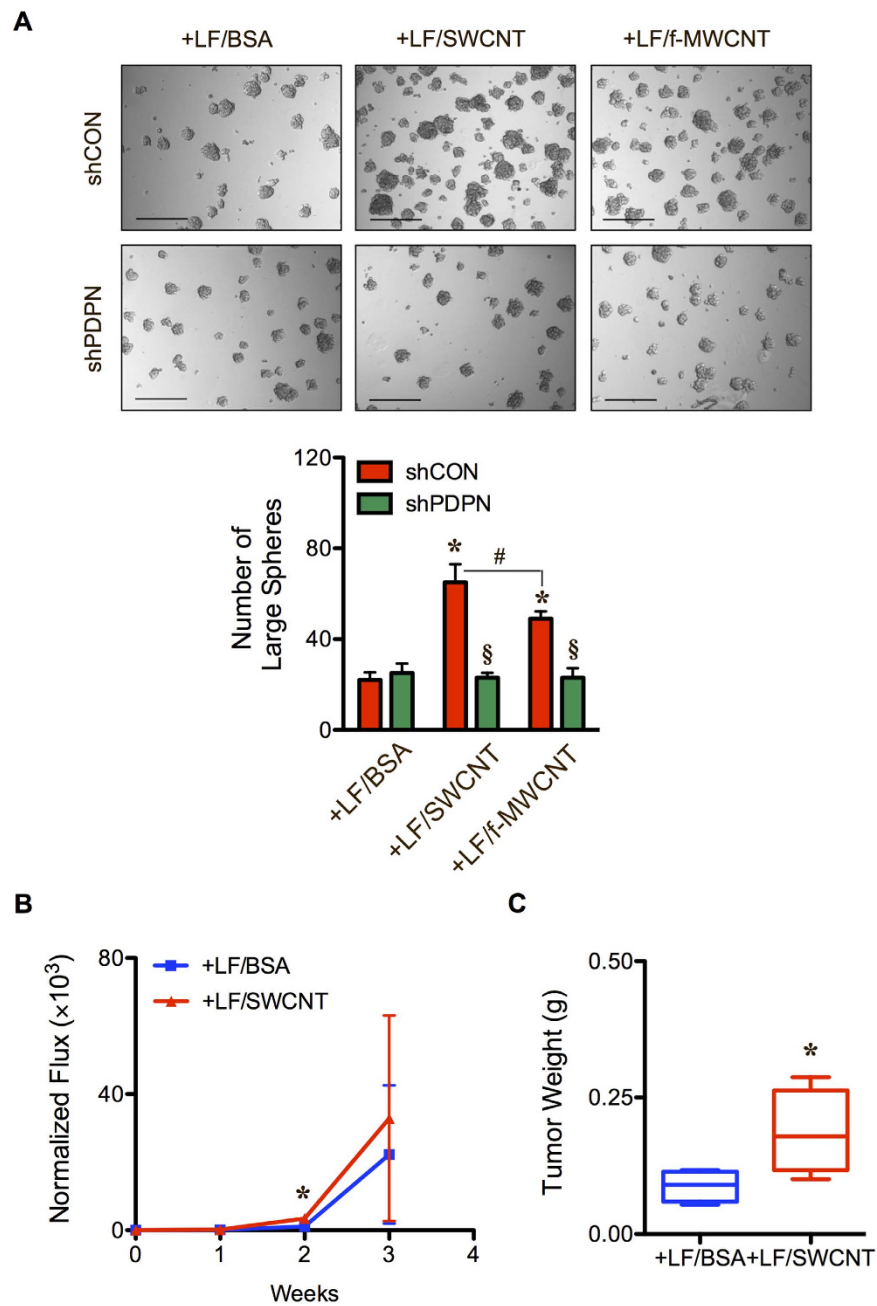 A
+LF/BSA
+LF/SWCNT
+LF/f-MWCNT
shCON
shPDPN
120
80
40
0
Number of
Large Spheres
shCON
shPDPN
*
#
*
§
§
+LF/BSA
+LF/SWCNT
+LF/f-MWCNT
B
80
40
0
Normalized Flux (×10³)
+LF/BSA
+LF/SWCNT
*
0 1 2 3 4
Weeks
C
0.50
0.25
0.00
Tumor Weight (g)
*
+LF/BSA+LF/SWCNT